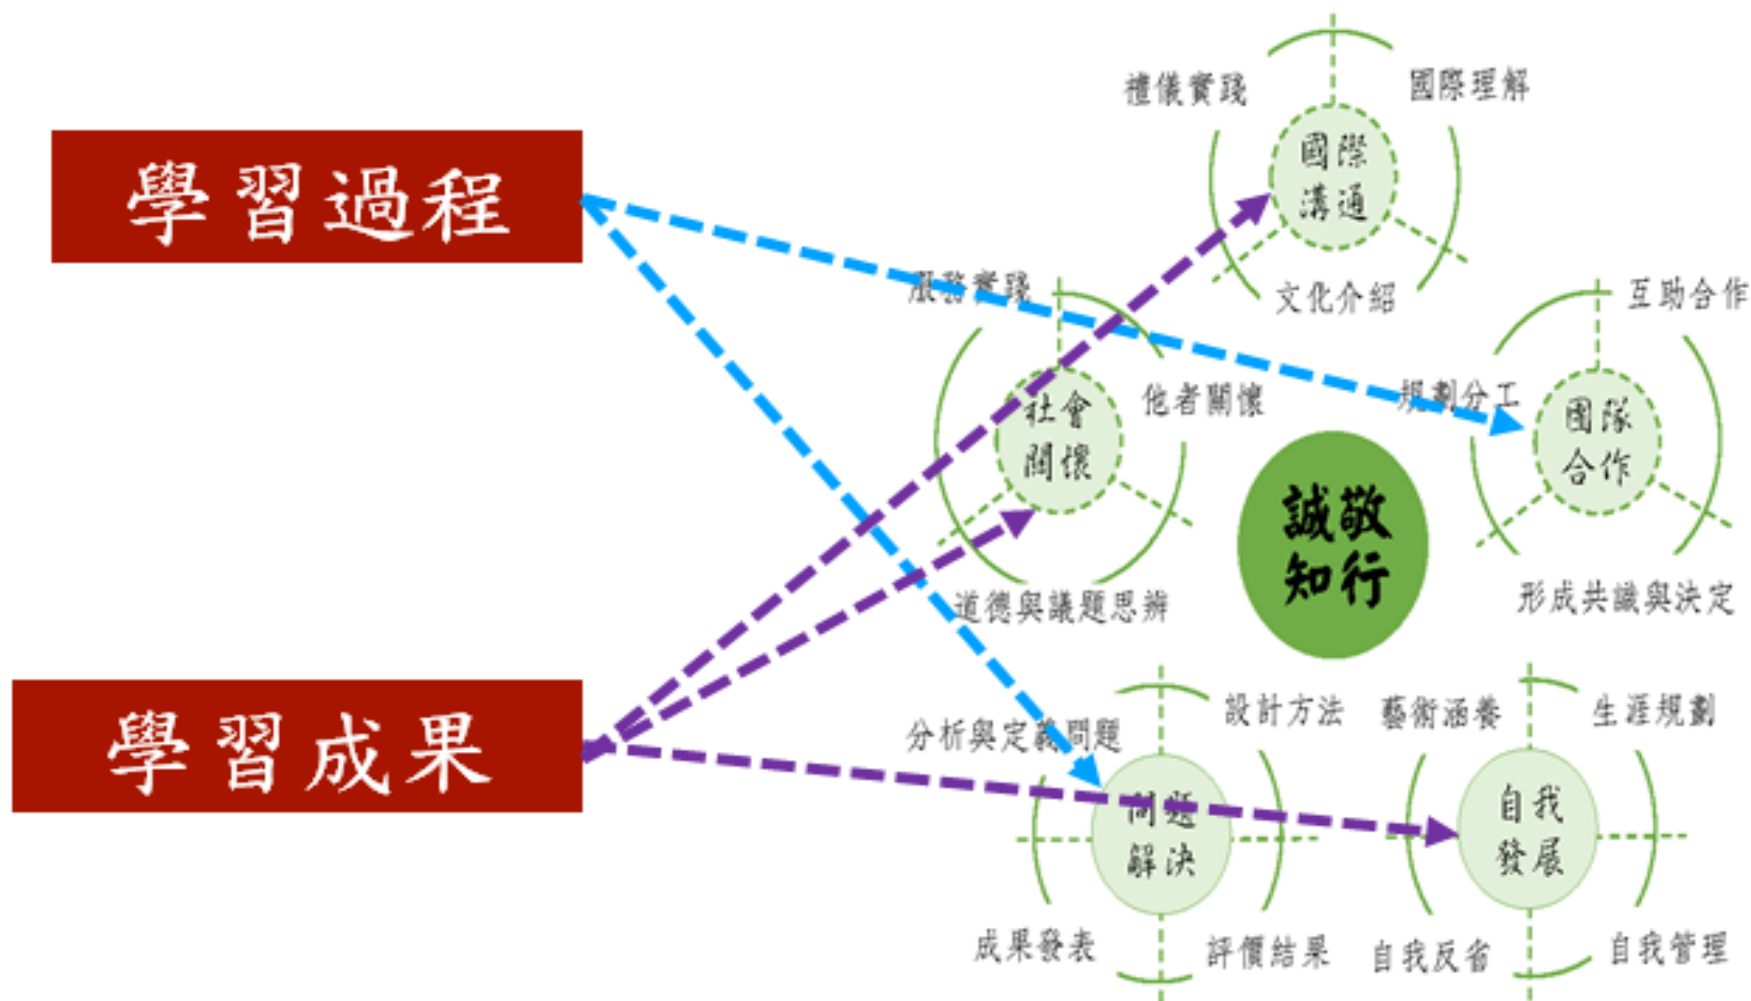 學習過程
學習成果
禮儀實踐
國際理解
國際
溝通
文化介紹
服務實踐
他者關懷
社會
關懷
道德與議題思辨
互助合作
規劃分工
團隊
合作
形成共識與決定
誠敬
知行
分析與定義問題
設計方法
問題
解決
成果發表
評價結果
藝術涵養
生涯規劃
自我
發展
自我反省
自我管理